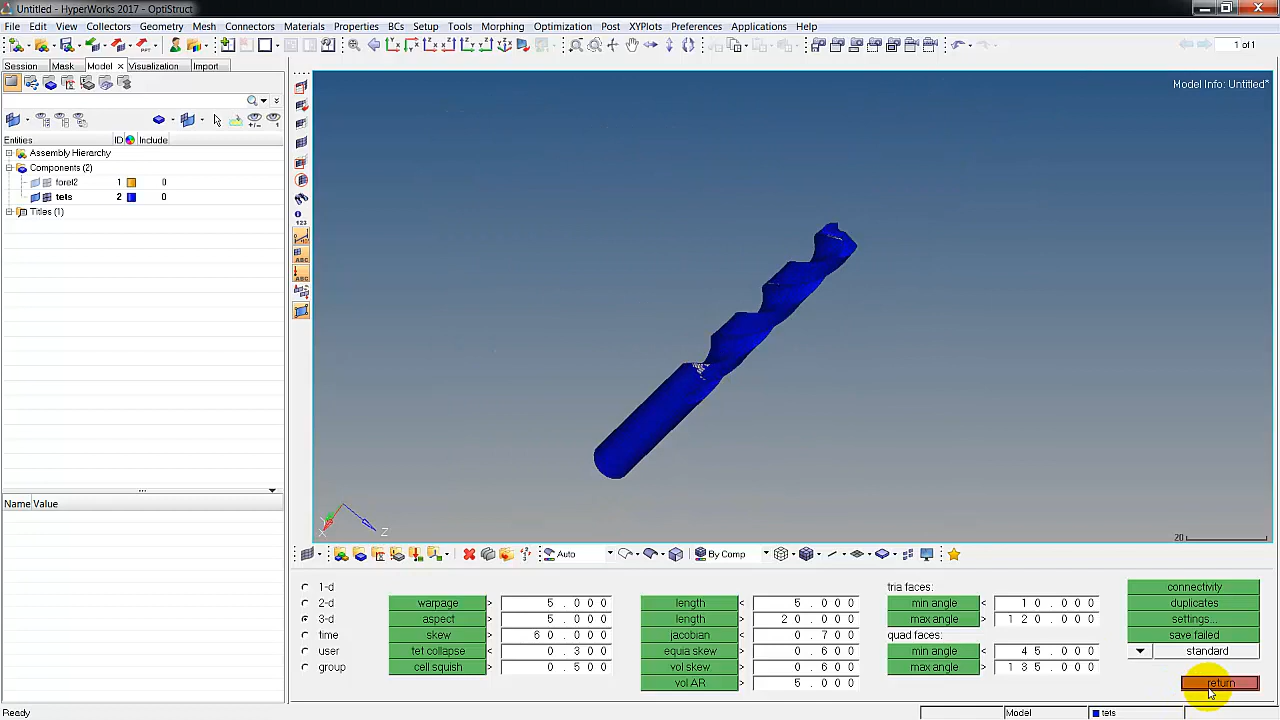 Untitled - HyperWorks 2017 - OptiStruct
File Edit View Collectors Geometry Mesh Connectors Materials Properties BCs Setup Tools Morphing Optimization Post XYPlots Preferences Applications Help
1 of 1
Session Mask Model Visualization Import
Model Info: Untitled*
Entities ID Include
Assembly Hierarchy
Components (2)
forel2 1 0
tets 2 0
Titles (1)
123
ABC
ABC
Name Value
X Z
20
Auto By Comp
1-d
2-d
3-d
time
user
group
warpage > 5.000
aspect > 5.000
skew > 60.000
tet collapse < 0.300
cell squish > 0.500
length < 5.000
length > 20.000
jacobian < 0.700
equia skew > 0.600
vol skew > 0.600
vol AR > 5.000
tria faces:
min angle < 10.000
max angle > 120.000
quad faces:
min angle < 45.000
max angle > 135.000
connectivity
duplicates
settings...
save failed
standard
return
Ready Model tets